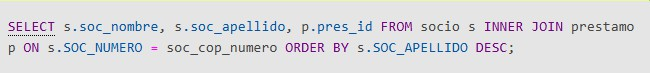 SELECT s.soc_nombre, s.soc_apellido, p.pres_id FROM socio s INNER JOIN prestamo
p ON s.SOC_NUMERO = soc_cop_numero ORDER BY s.SOC_APELLIDO DESC;